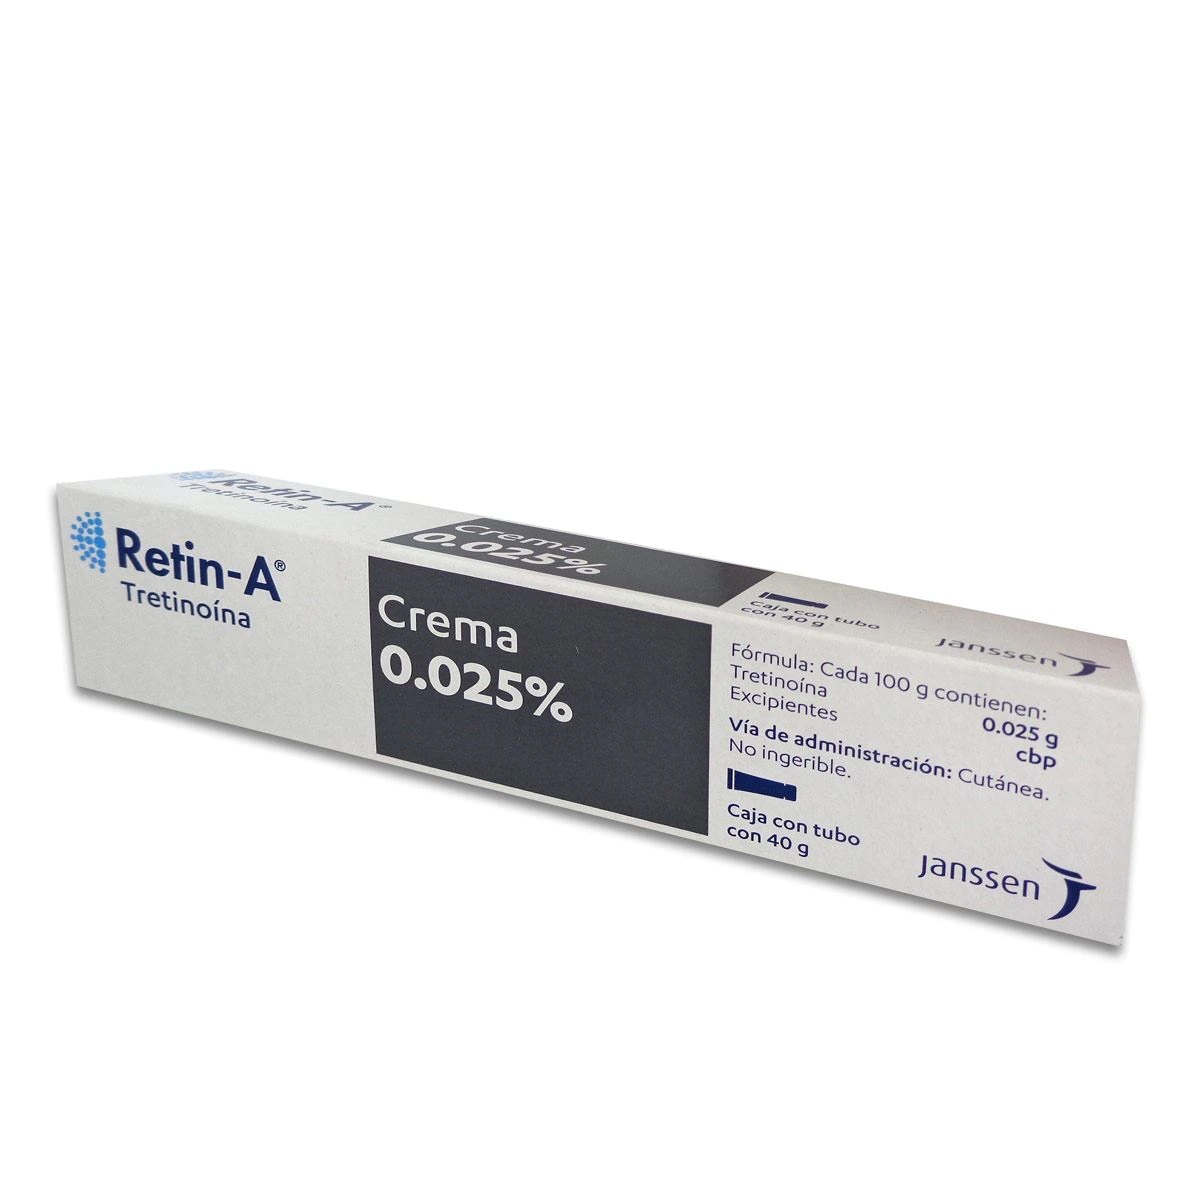 Retin-A®
Tretinoína
Crema
0.025%
Caja con tubo
con 40 g
Janssen
Retin-A®
Tretinoína
Crema
0.025%
Fórmula: Cada 100 g contienen:
Tretinoína 0.025 g
Excipientes cbp
Vía de administración: Cutánea.
No ingerible.
Caja con tubo
con 40 g
Janssen